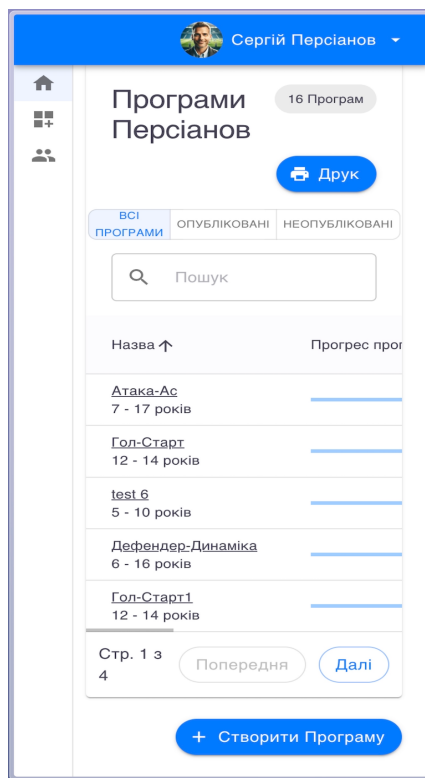 Сергій Персіанов
Програми
Персіанов
16 Програм
Друк
ВСІ
ПРОГРАМИ
ОПУБЛІКОВАНІ
НЕОПУБЛІКОВАНІ
Пошук
Назва
Прогрес прог
Атака-Ас
7 - 17 років
Гол-Старт
12 - 14 років
test 6
5 - 10 років
Дефендер-Динаміка
6 - 16 років
Гол-Старт1
12 - 14 років
Стр. 1 з
4
Попередня
Далі
+ Створити Програму